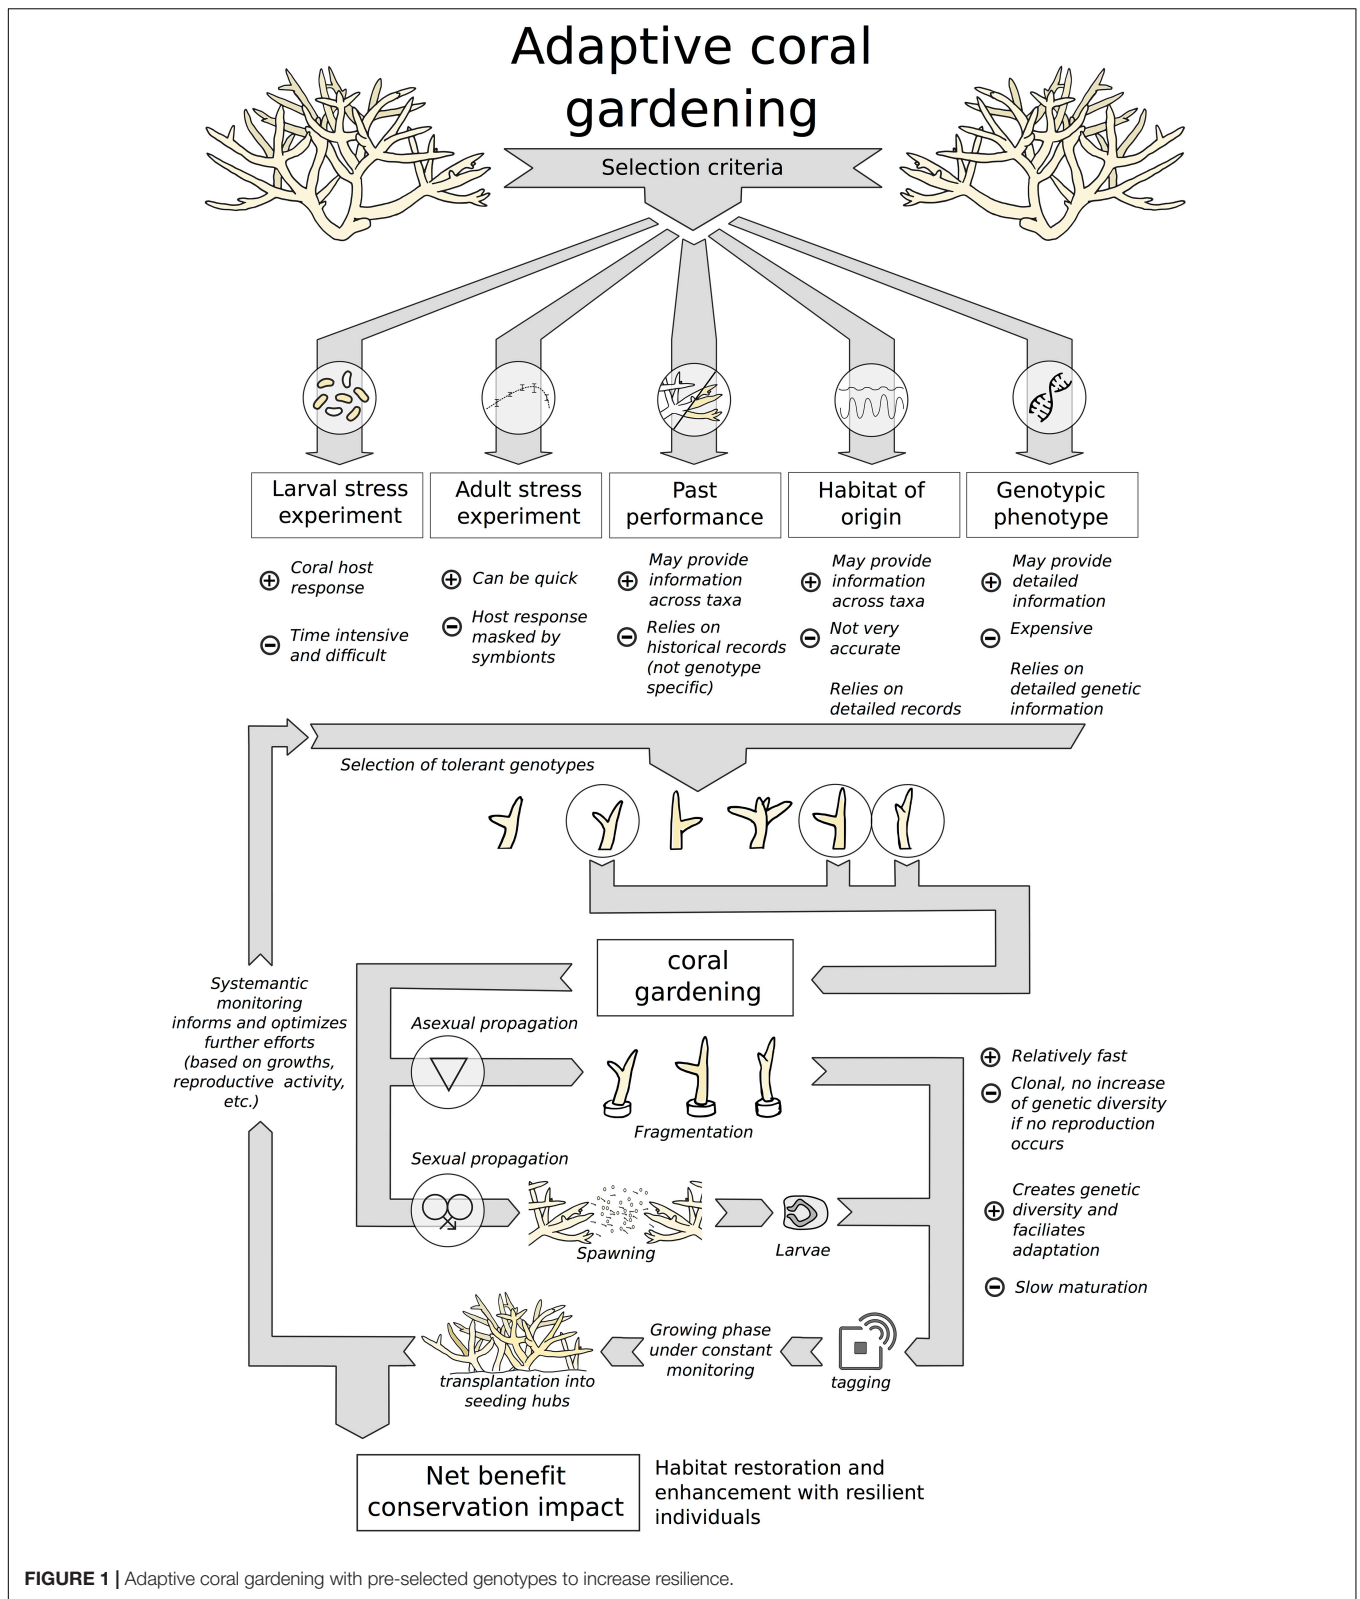 Adaptive coral
gardening
Selection criteria
Larval stress
experiment
Adult stress
experiment
Past
performance
Habitat of
origin
Genotypic
phenotype
Coral host
response
Time intensive
and difficult
Can be quick
Host response
masked by
symbionts
May provide
information
across taxa
Relies on
historical records
(not genotype
specific)
May provide
information
across taxa
Not very
accurate
Relies on
detailed records
May provide
detailed
information
Expensive
Relies on
detailed genetic
information
Selection of tolerant genotypes
coral
gardening
Systemantic
monitoring
informs and optimizes
further efforts
(based on growths,
reproductive activity,
etc.)
Asexual propagation
Fragmentation
Relatively fast
Clonal, no increase
of genetic diversity
if no reproduction
occurs
Sexual propagation
Spawning
Larvae
Creates genetic
diversity and
faciliates
adaptation
Slow maturation
transplantation into
seeding hubs
Growing phase
under constant
monitoring
tagging
Net benefit
conservation impact
Habitat restoration and
enhancement with resilient
individuals
FIGURE 1 | Adaptive coral gardening with pre-selected genotypes to increase resilience.